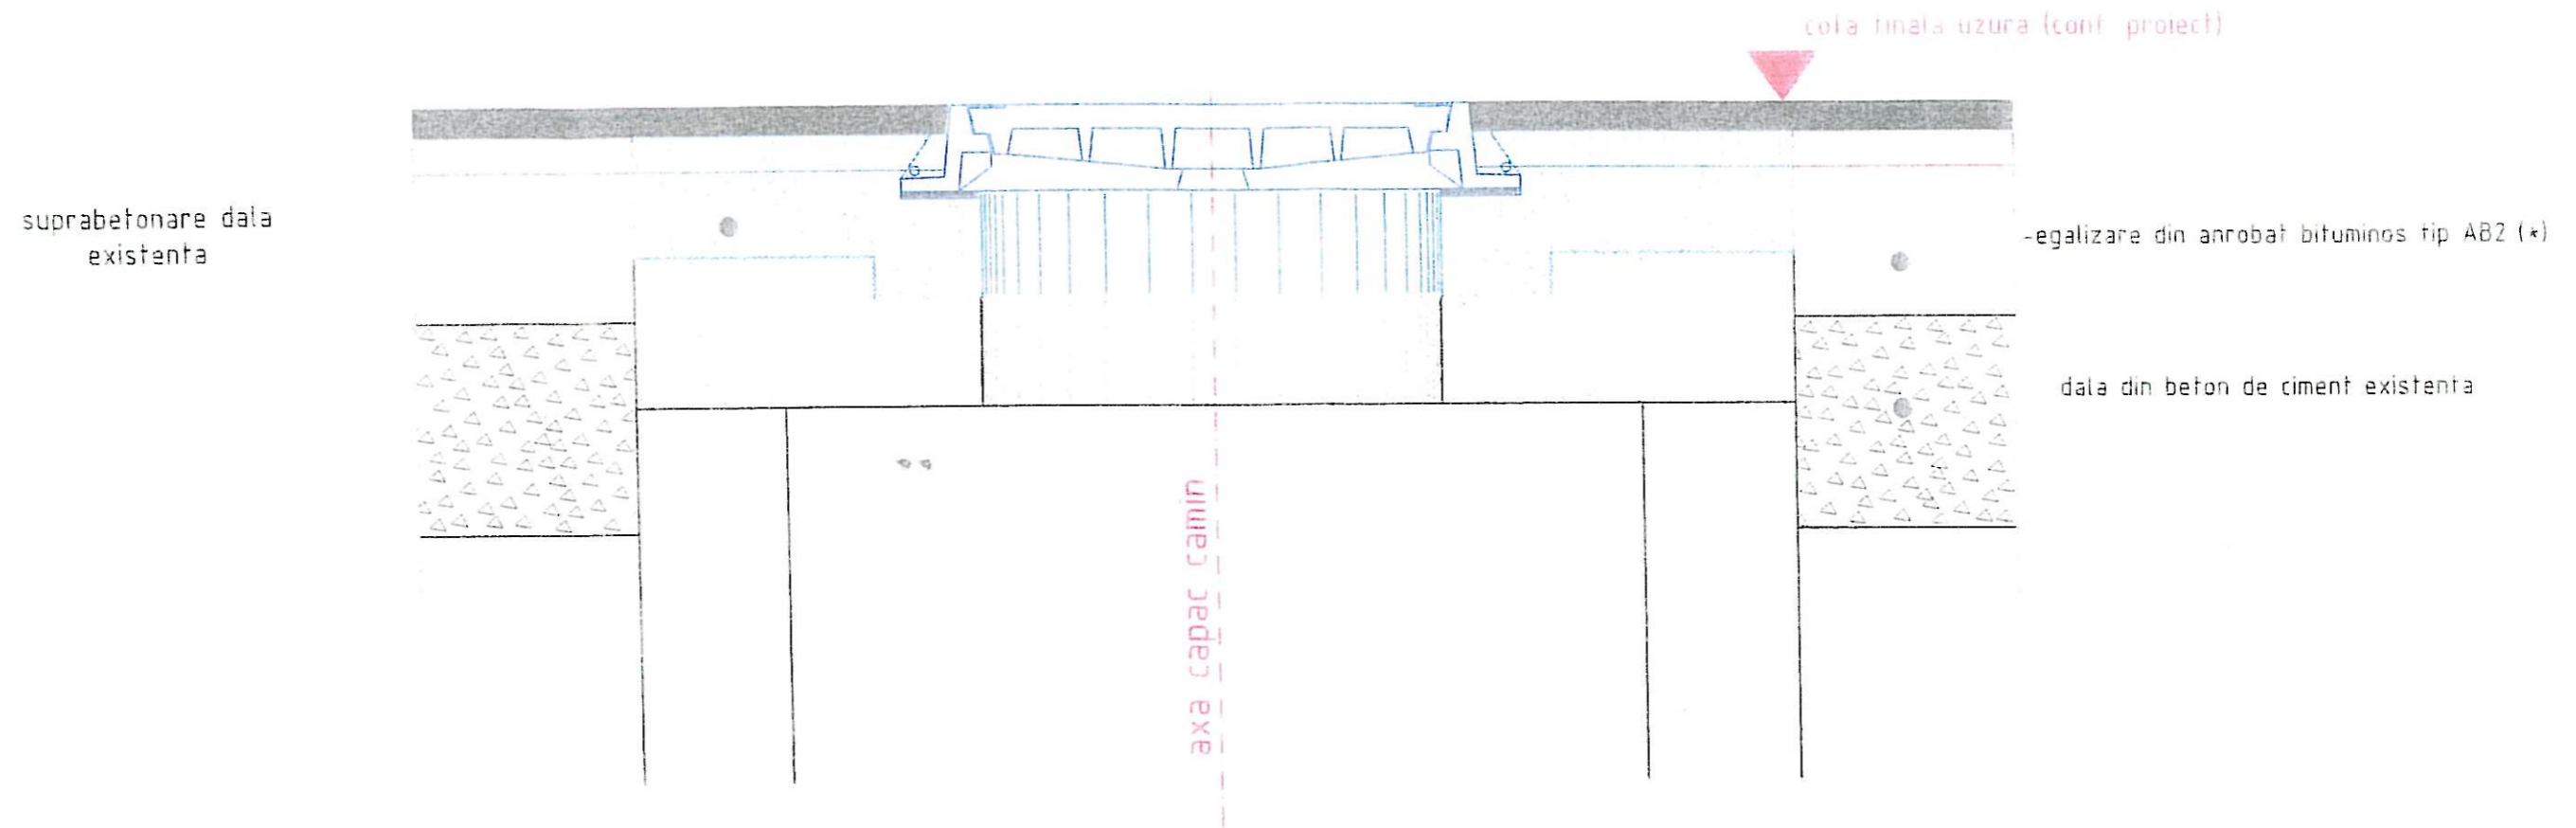 cota finala uzura (conf. proiect)
suprabetonare dala
existenta
-egalizare din anrobat bituminos tip AB2 (*)
dala din beton de ciment existenta
axa capac camin